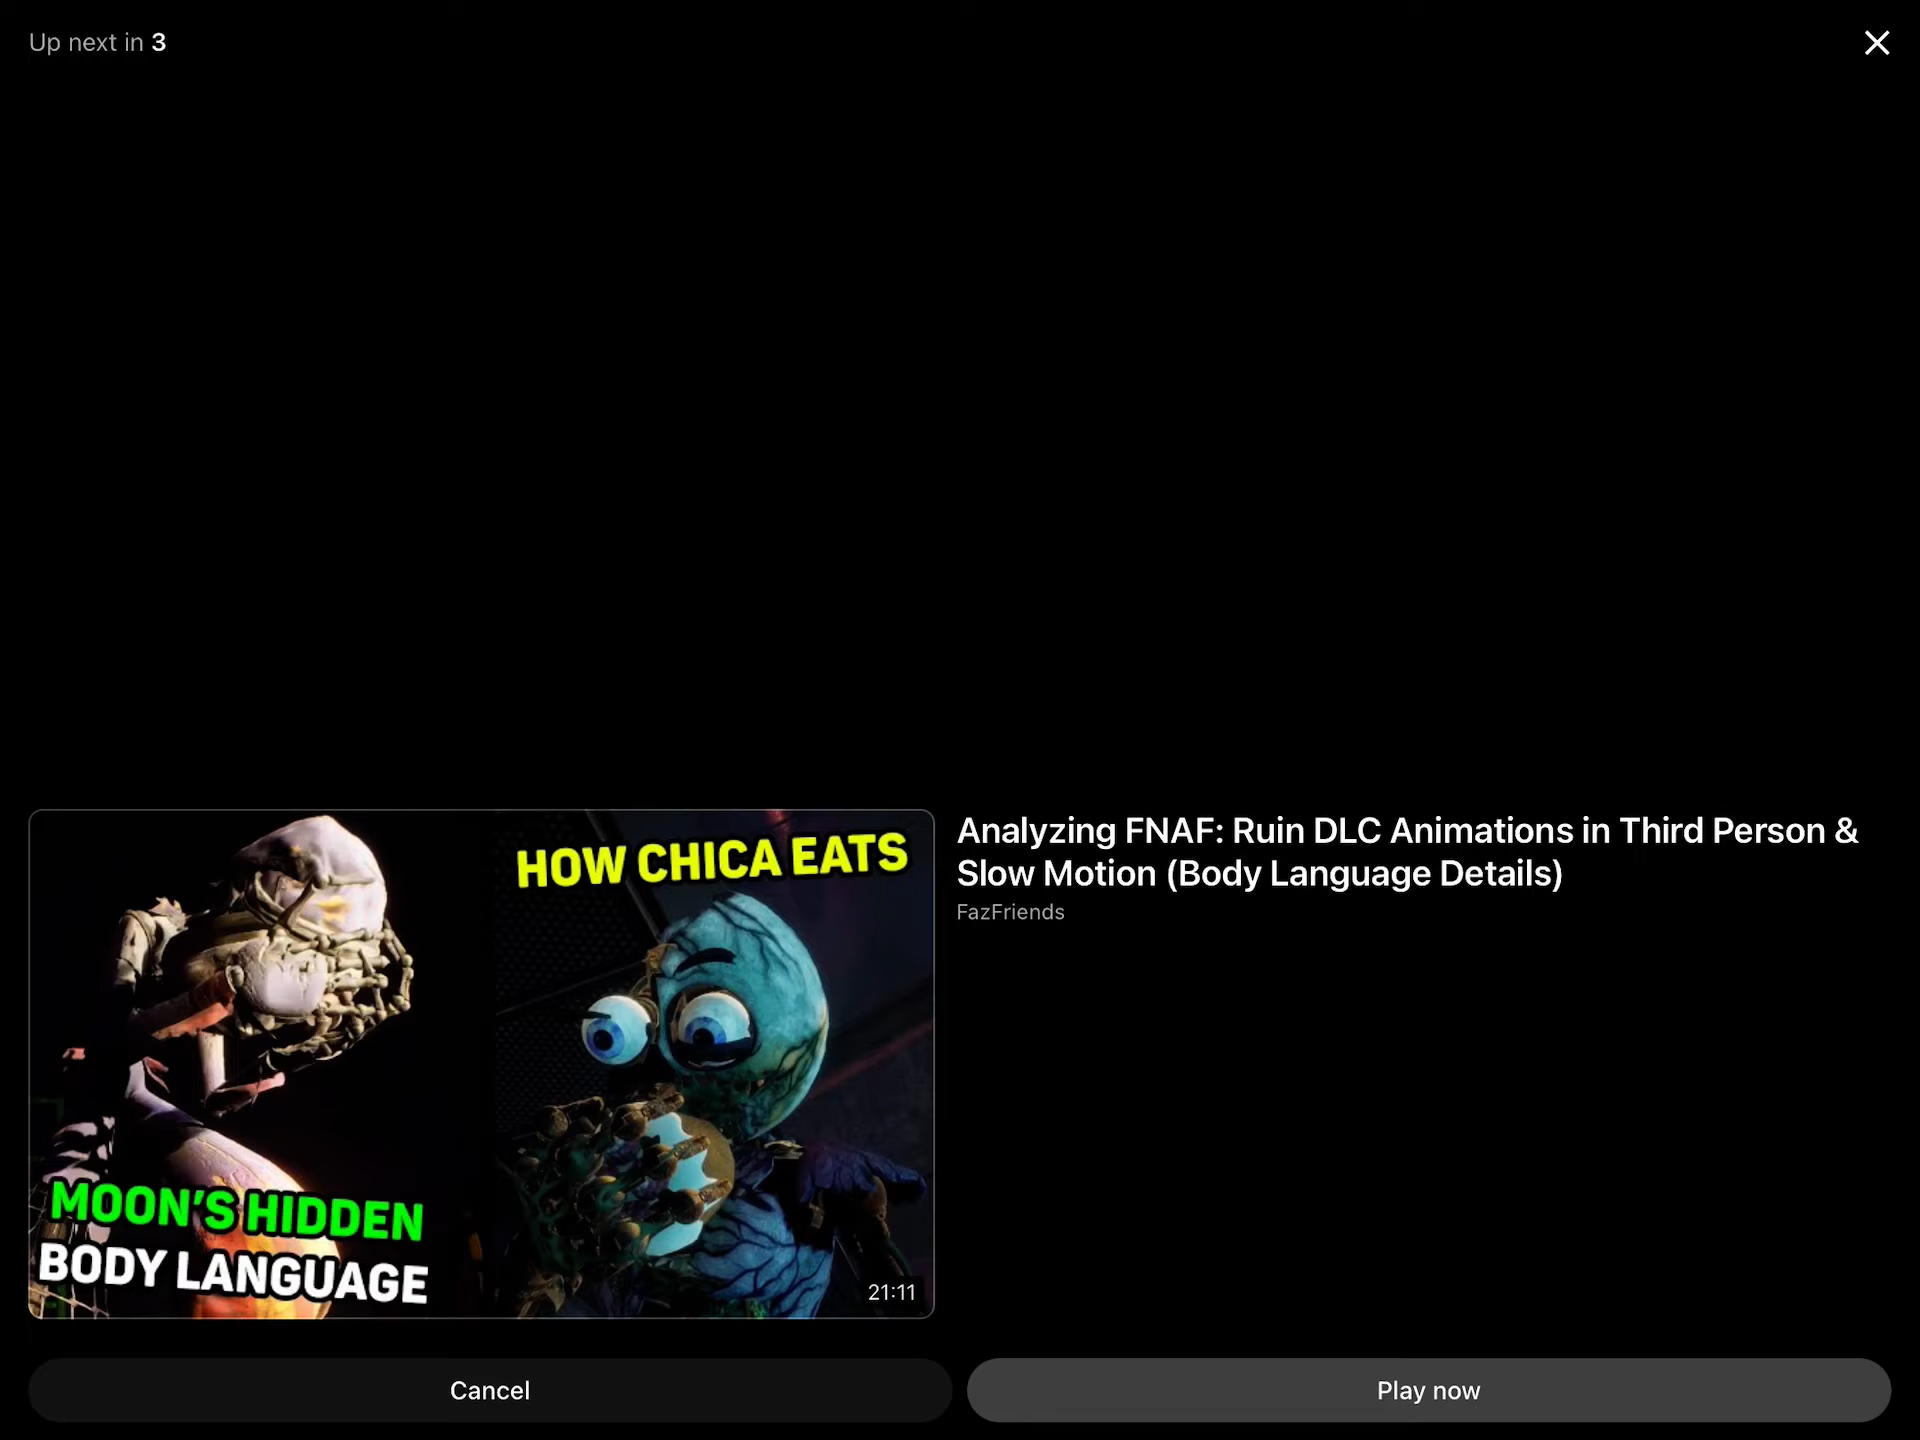 Up next in 3
HOW CHICA EATS
MOON'S HIDDEN
BODY LANGUAGE
21:11
Analyzing FNAF: Ruin DLC Animations in Third Person &
Slow Motion (Body Language Details)
FazFriends
Cancel
Play now